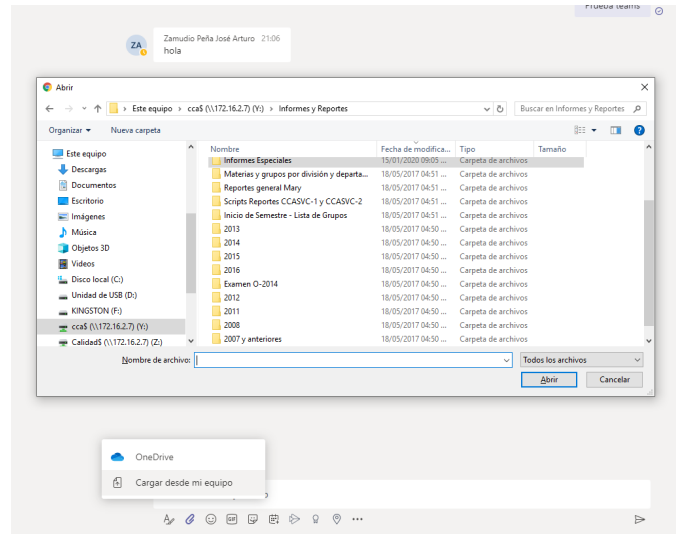 Prueba teams
ZA
Zamudio Peña José Arturo 21:06
hola
Abrir
Este equipo > cca$ (\\172.16.2.7) (Y:) > Informes y Reportes
Buscar en Informes y Reportes
Organizar
Nueva carpeta
Nombre Fecha de modifica... Tipo Tamaño
Este equipo
Descargas
Documentos
Escritorio
Imágenes
Música
Objetos 3D
Videos
Disco local (C:)
Unidad de USB (D:)
KINGSTON (F:)
cca$ (\\172.16.2.7) (Y:)
Calidad$ (\\172.16.2.7) (Z:)
Informes Especiales 15/01/2020 09:05 ... Carpeta de archivos
Materias y grupos por división y departa... 18/05/2017 04:51 ... Carpeta de archivos
Reportes general Mary 18/05/2017 04:51 ... Carpeta de archivos
Scripts Reportes CCASVC-1 y CCASVC-2 18/05/2017 04:51 ... Carpeta de archivos
Inicio de Semestre - Lista de Grupos 18/05/2017 04:51 ... Carpeta de archivos
2013 18/05/2017 04:50 ... Carpeta de archivos
2014 18/05/2017 04:50 ... Carpeta de archivos
2015 18/05/2017 04:50 ... Carpeta de archivos
2016 18/05/2017 04:50 ... Carpeta de archivos
Examen O-2014 18/05/2017 04:50 ... Carpeta de archivos
2012 18/05/2017 04:50 ... Carpeta de archivos
2011 18/05/2017 04:50 ... Carpeta de archivos
2008 18/05/2017 04:50 ... Carpeta de archivos
2007 y anteriores 18/05/2017 04:50 ... Carpeta de archivos
Nombre de archivo:
Todos los archivos
Abrir
Cancelar
OneDrive
Cargar desde mi equipo
GIF